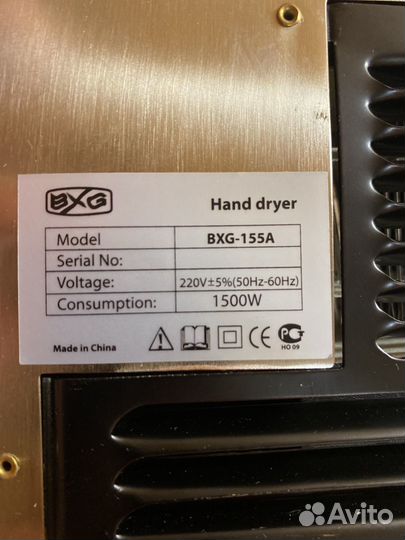 BXG
Hand dryer
Model BXG-155A
Serial No:
Voltage: 220V±5%(50Hz-60Hz)
Consumption: 1500W
Made in China
CE
PG
HO 09
Avito